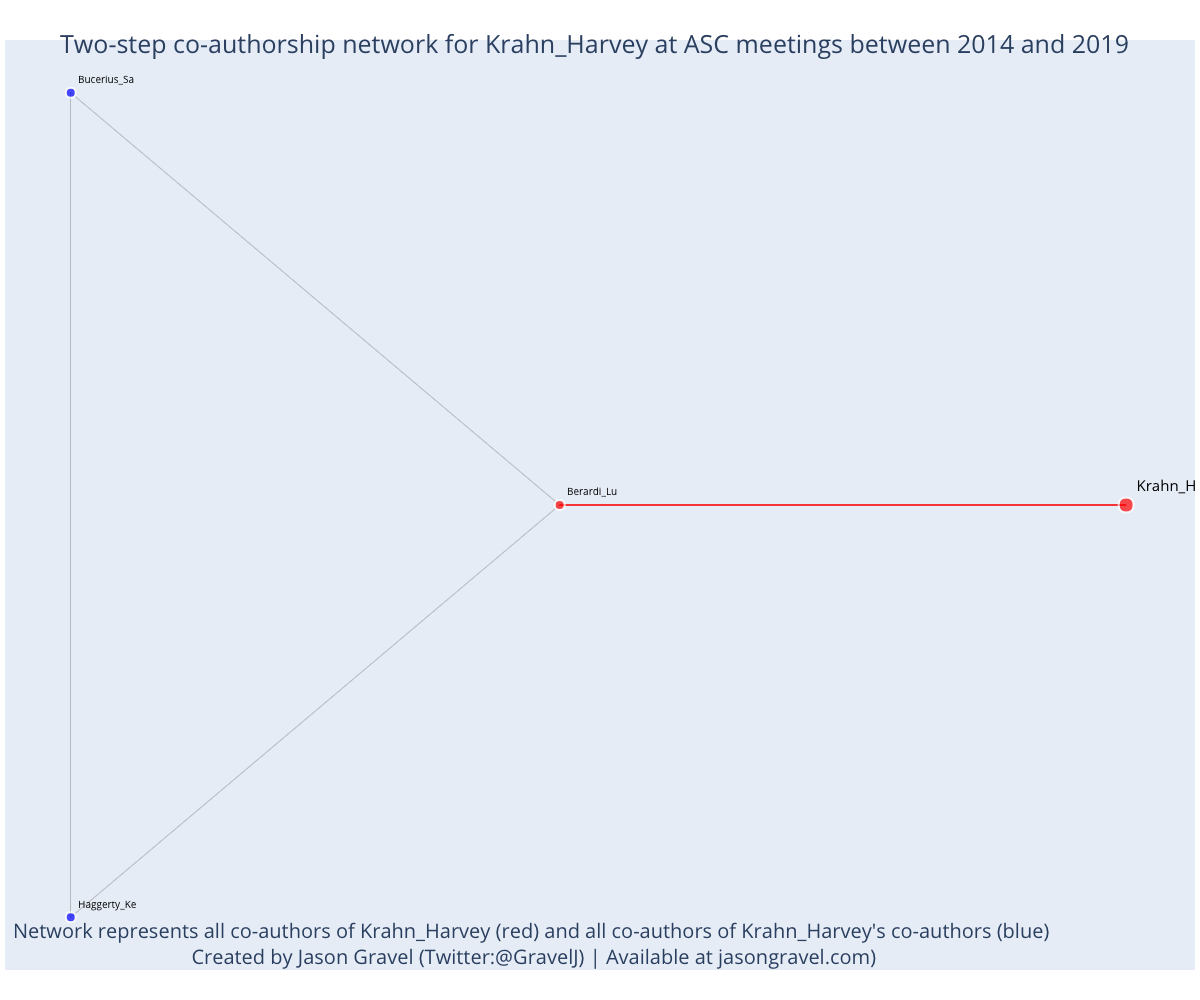 Two-step co-authorship network for Krahn_Harvey at ASC meetings between 2014 and 2019
Bucerius_Sa
Berardi_Lu
Krahn_H
Haggerty_Ke
Network represents all co-authors of Krahn_Harvey (red) and all co-authors of Krahn_Harvey's co-authors (blue)
Created by Jason Gravel (Twitter:@GravelJ) | Available at jasongravel.com)